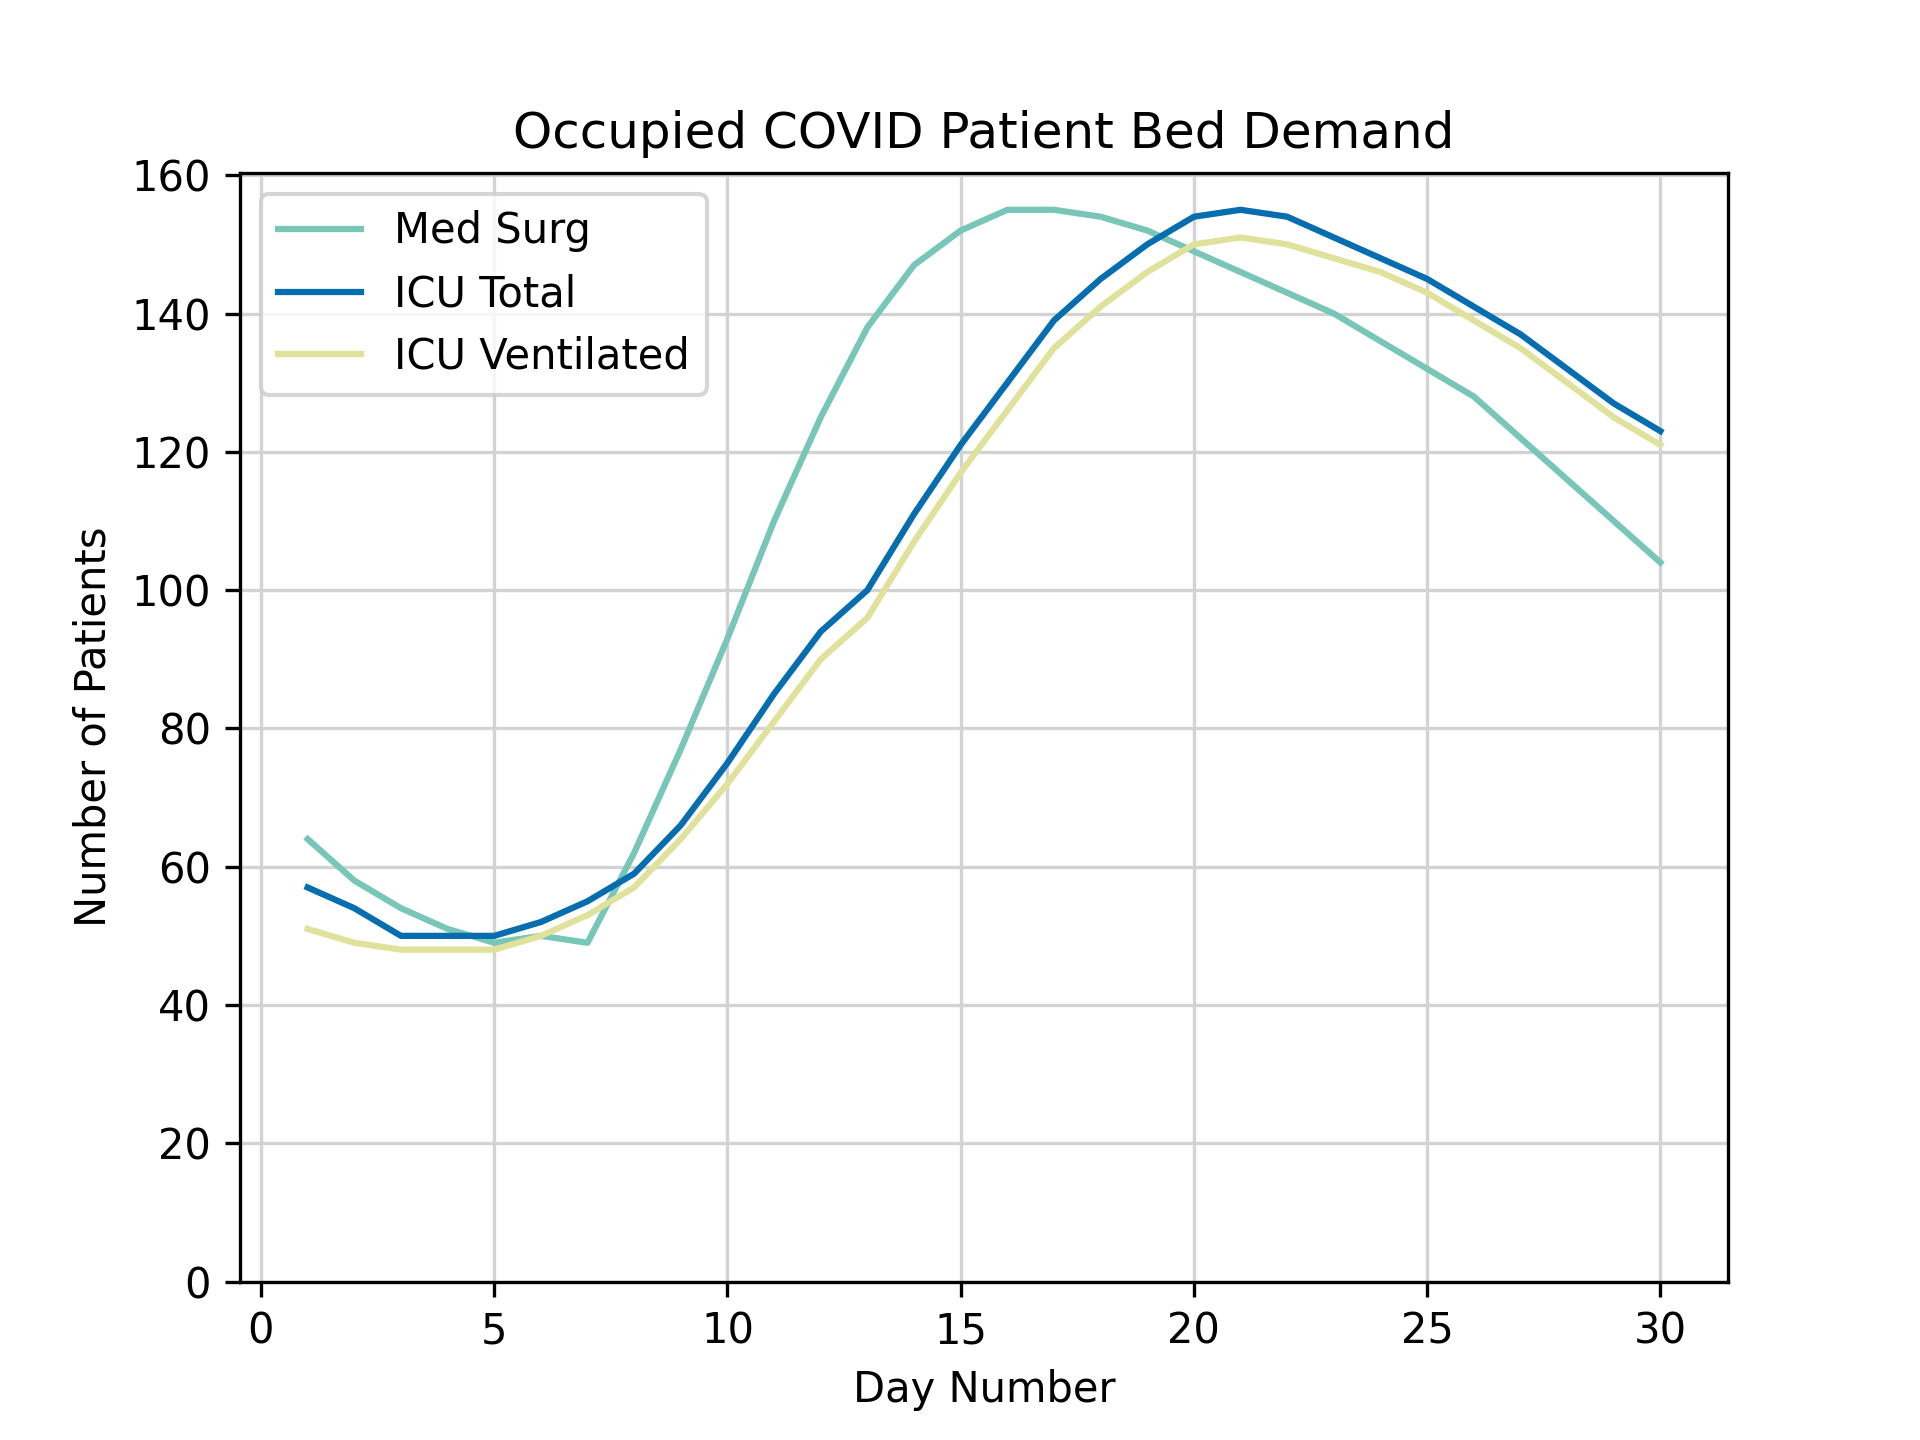 Occupied COVID Patient Bed Demand
160
140
120
100
80
60
40
20
0
Number of Patients
Med Surg
ICU Total
ICU Ventilated
0 5 10 15 20 25 30
Day Number